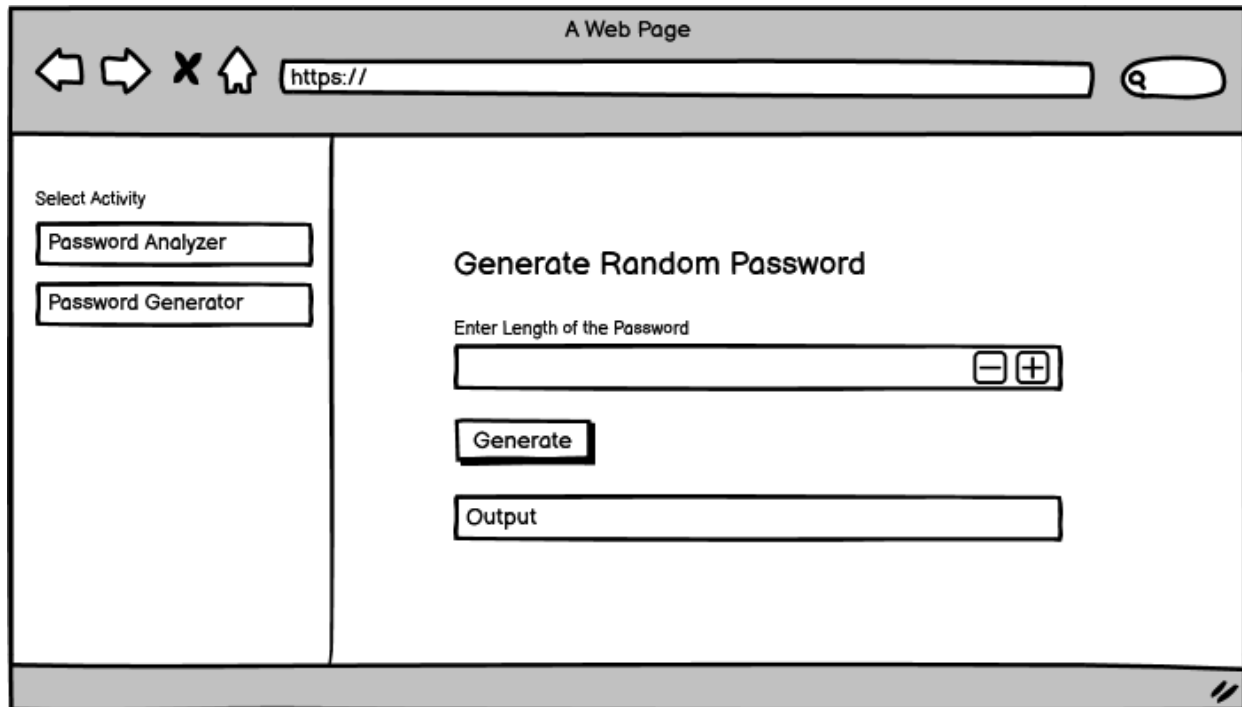 A Web Page
https://
Select Activity
Password Analyzer
Password Generator
Generate Random Password
Enter Length of the Password
Generate
Output